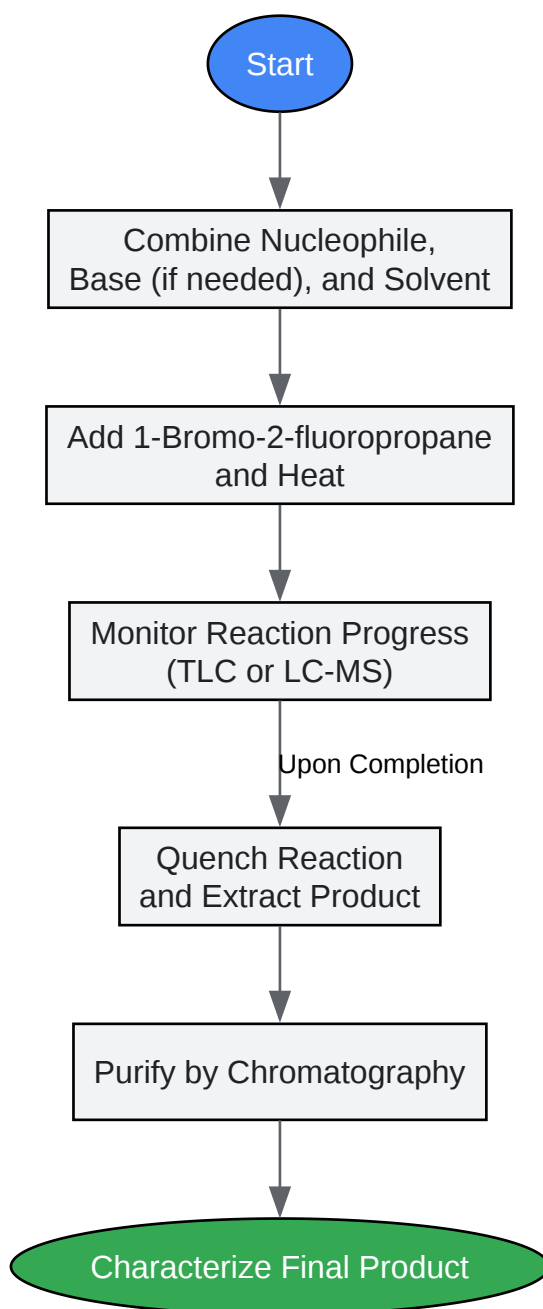 Start
Combine Nucleophile,
Base (if needed), and Solvent
Add 1-Bromo-2-fluoropropane
and Heat
Monitor Reaction Progress
(TLC or LC-MS)
Upon Completion
Quench Reaction
and Extract Product
Purify by Chromatography
Characterize Final Product